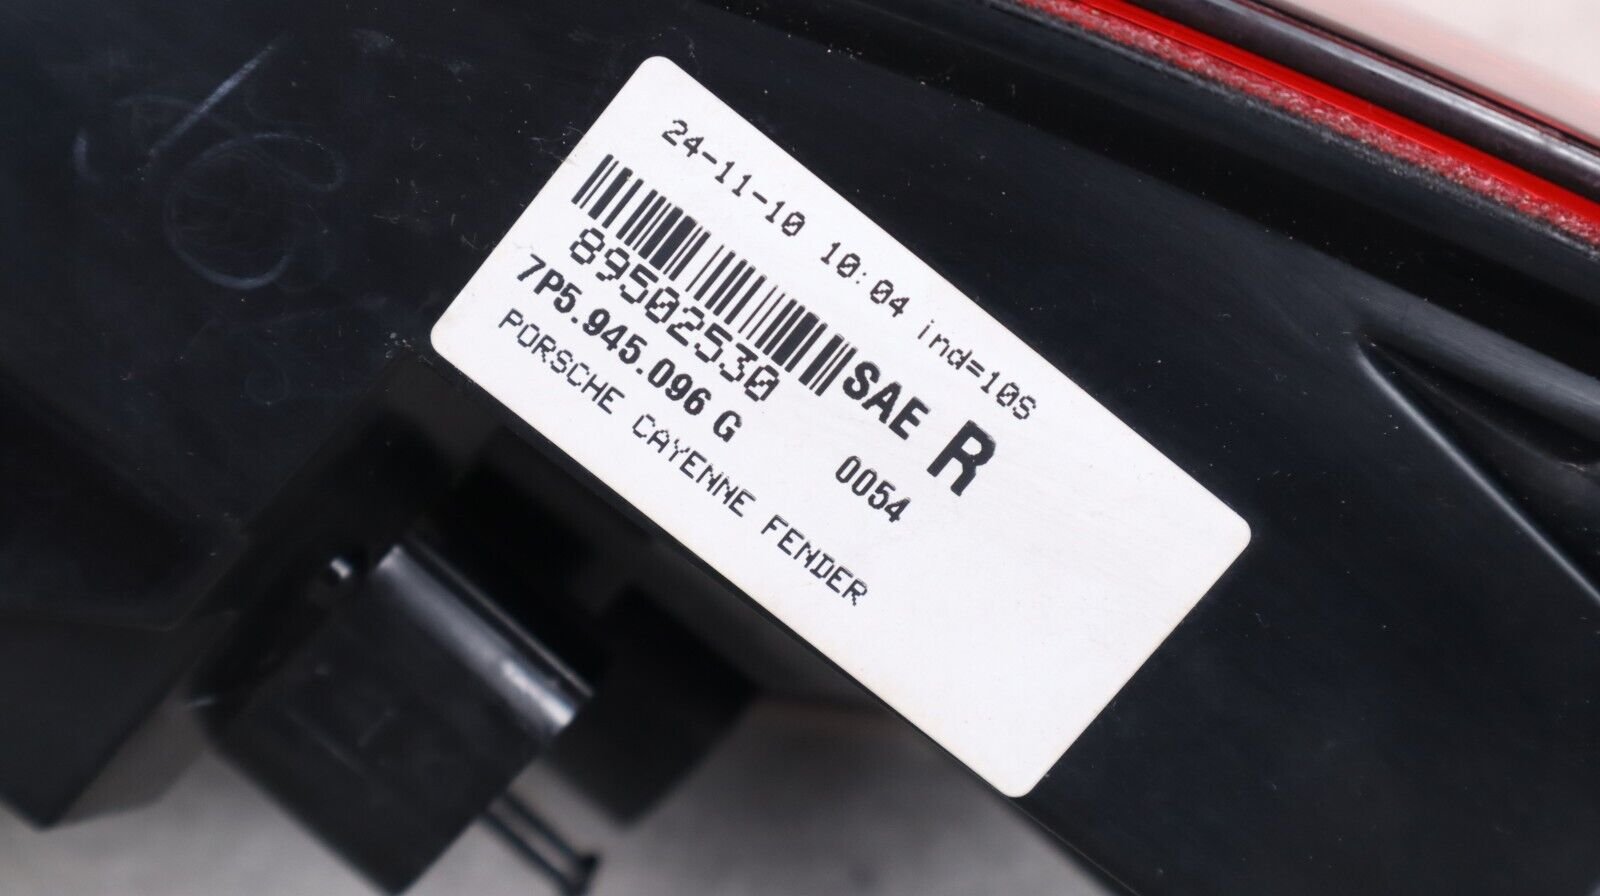 24-11-10 10:04 ind=10S
89502530 SAE R
7P5.945.096 G 0054
PORSCHE CAYENNE FENDER